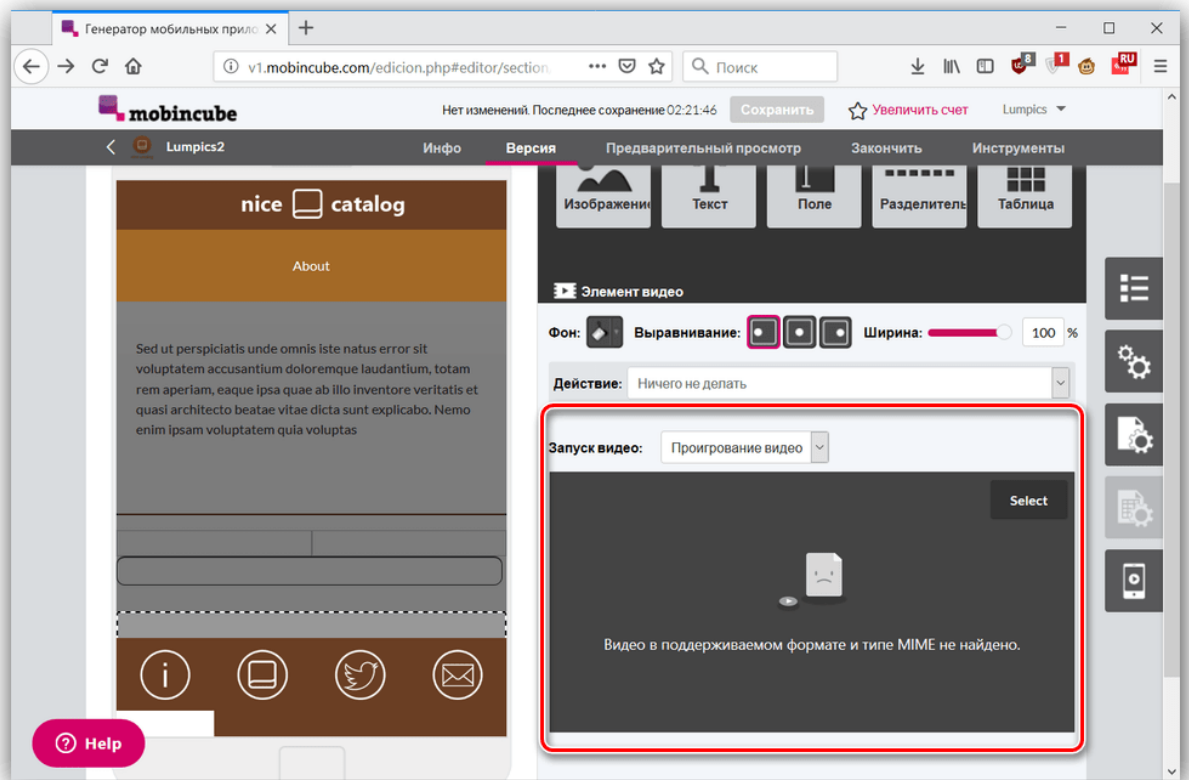 Генератор мобильных прило
v1.mobincube.com/edicion.php#editor/section
Поиск
8
1
RU
mobincube
Нет изменений. Последнее сохранение 02:21:46
Сохранить
Увеличить счет
Lumpics
Lumpics2
Инфо
Версия
Предварительный просмотр
Закончить
Инструменты
nice catalog
About
Sed ut perspiciatis unde omnis iste natus error sit
voluptatem accusantium doloremque laudantium, totam
rem aperiam, eaque ipsa quae ab illo inventore veritatis et
quasi architecto beatae vitae dicta sunt explicabo. Nemo
enim ipsam voluptatem quia voluptas
Изображени
Текст
Поле
Разделитель
Таблица
Элемент видео
Фон:
Выравнивание:
Ширина:
100 %
Действие: Ничего не делать
Запуск видео: Проигрование видео
Select
Видео в поддерживаемом формате и типе MIME не найдено.
Help